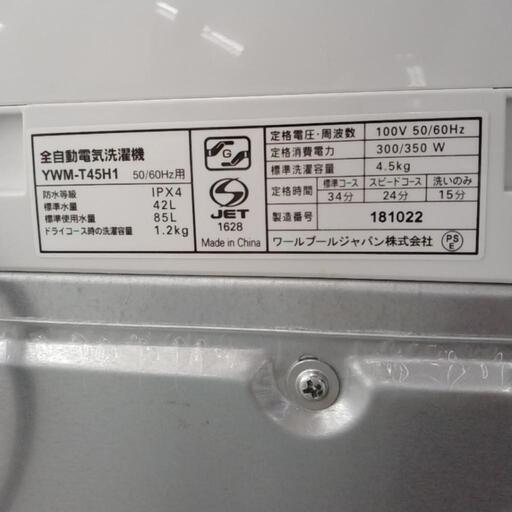 全自動電気洗濯機
YWM-T45H1 50/60Hz用
防水等級 IPX4
標準水量 42L
標準使用水量 85L
ドライコース時の洗濯容量 1.2kg
G
JET
1628
Made in China
定格電圧・周波数 100V 50/60Hz
定格消費電力 300/350 W
標準洗濯容量 4.5kg
定格時間 標準コース スピードコース 洗いのみ
34分 24分 15分
製造番号 181022
ワールプールジャパン株式会社
PS
E